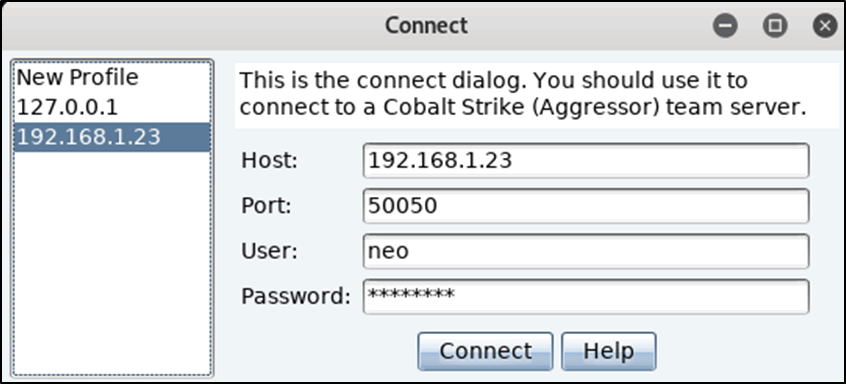 Connect
New Profile
127.0.0.1
192.168.1.23
This is the connect dialog. You should use it to
connect to a Cobalt Strike (Aggressor) team server.
Host: 192.168.1.23
Port: 50050
User: neo
Password: ********
Connect Help